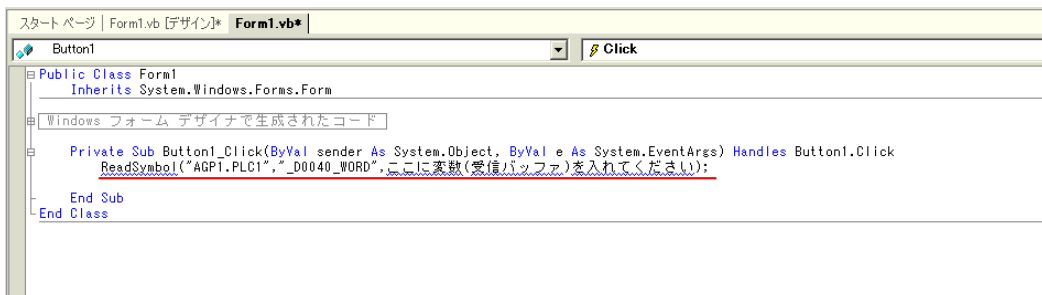 スタート ページ | Form1.vb [デザイン]* | Form1.vb*
Button1 Click
Public Class Form1
Inherits System.Windows.Forms.Form
Windows フォーム デザイナで生成されたコード
Private Sub Button1_Click(ByVal sender As System.Object, ByVal e As System.EventArgs) Handles Button1.Click
ReadSymbol("AGP1.PLC1","_D0040_WORD",ここに変数(受信バッファ)を入れてください);
End Sub
End Class